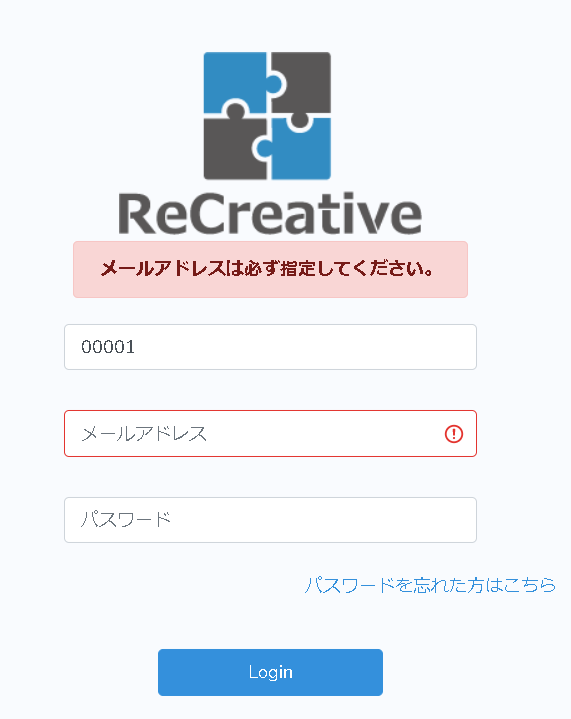 ReCreative
メールアドレスは必ず指定してください。
00001
メールアドレス
パスワード
パスワードを忘れた方はこちら
Login